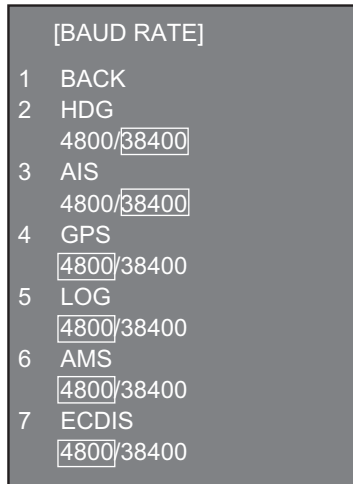 [BAUD RATE]
1 BACK
2 HDG
4800/38400
3 AIS
4800/38400
4 GPS
4800/38400
5 LOG
4800/38400
6 AMS
4800/38400
7 ECDIS
4800/38400